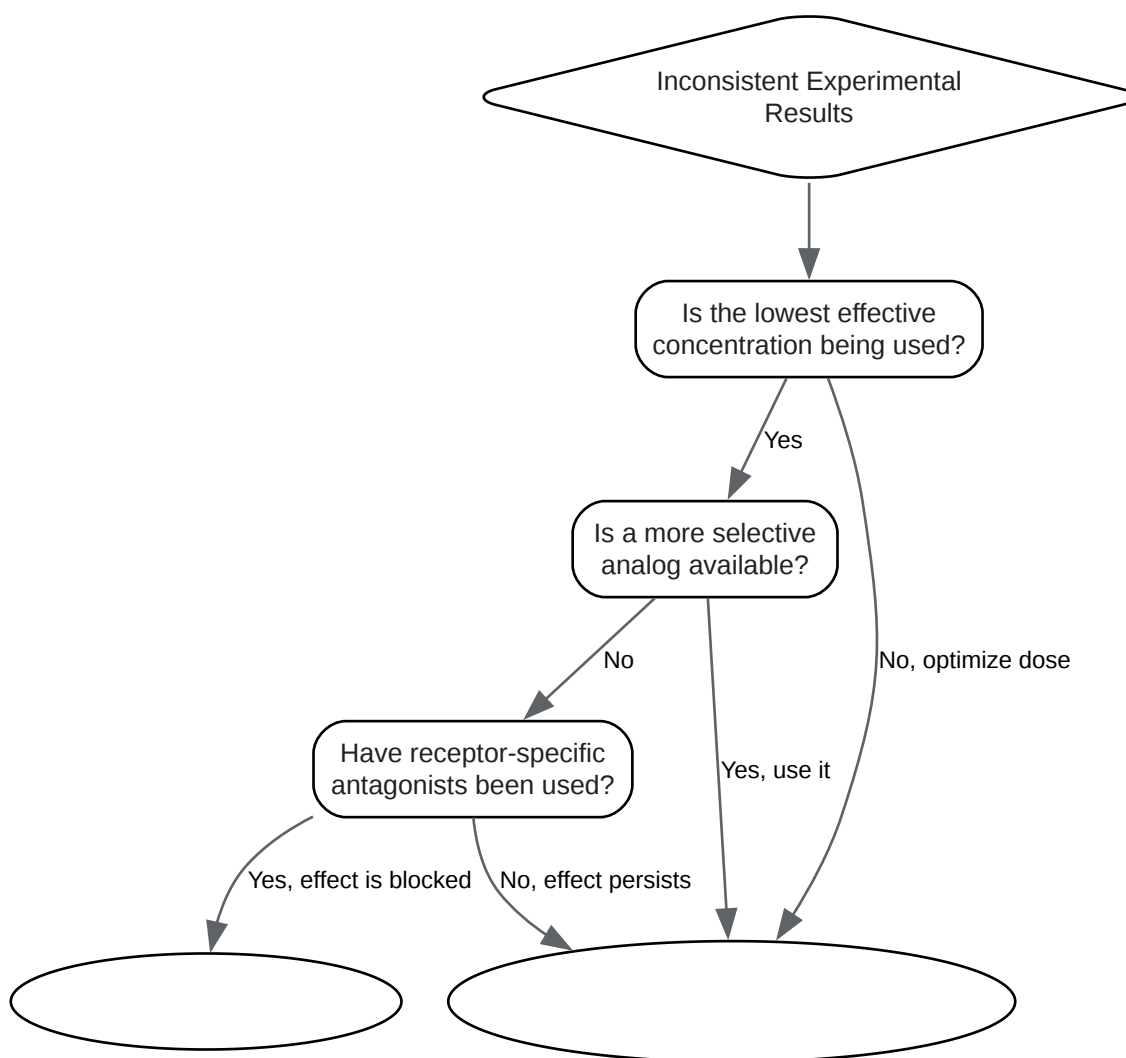 Inconsistent Experimental
Results
Is the lowest effective
concentration being used?
Yes
Is a more selective
analog available?
No
No, optimize dose
Have receptor-specific
antagonists been used?
Yes, use it
Yes, effect is blocked
No, effect persists